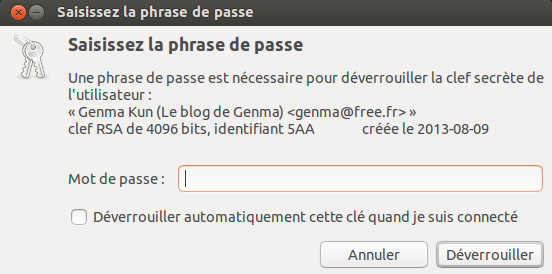 Saisissez la phrase de passe
Saisissez la phrase de passe
Une phrase de passe est nécessaire pour déverrouiller la clef secrète de
l'utilisateur :
« Genma Kun (Le blog de Genma) <genma@free.fr> »
clef RSA de 4096 bits, identifiant 5AA créée le 2013-08-09
Mot de passe :
Déverrouiller automatiquement cette clé quand je suis connecté
Annuler Déverrouiller